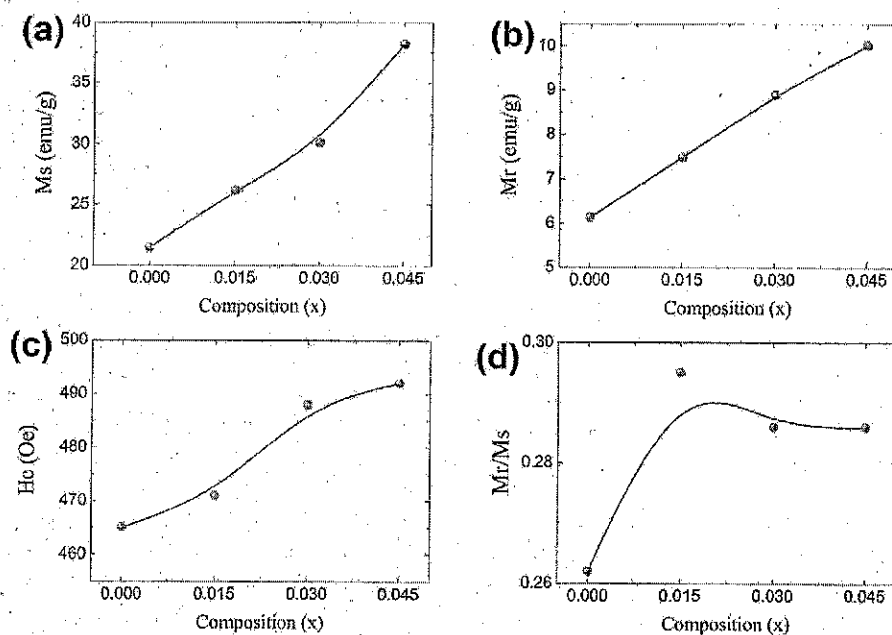 (a)
40
35
30
25
20
Ms (emu/g)
0.000 0.015 0.030 0.045
Composition (x)
(b)
10
9
8
7
6
5
Mr (emu/g)
0.000 0.015 0.030 0.045
Composition (x)
(c)
500
490
480
470
460
Hc (Oe)
0.000 0.015 0.030 0.045
Composition (x)
(d)
0.30
0.28
0.26
Mr/Ms
0.000 0.015 0.030 0.045
Composition (x)